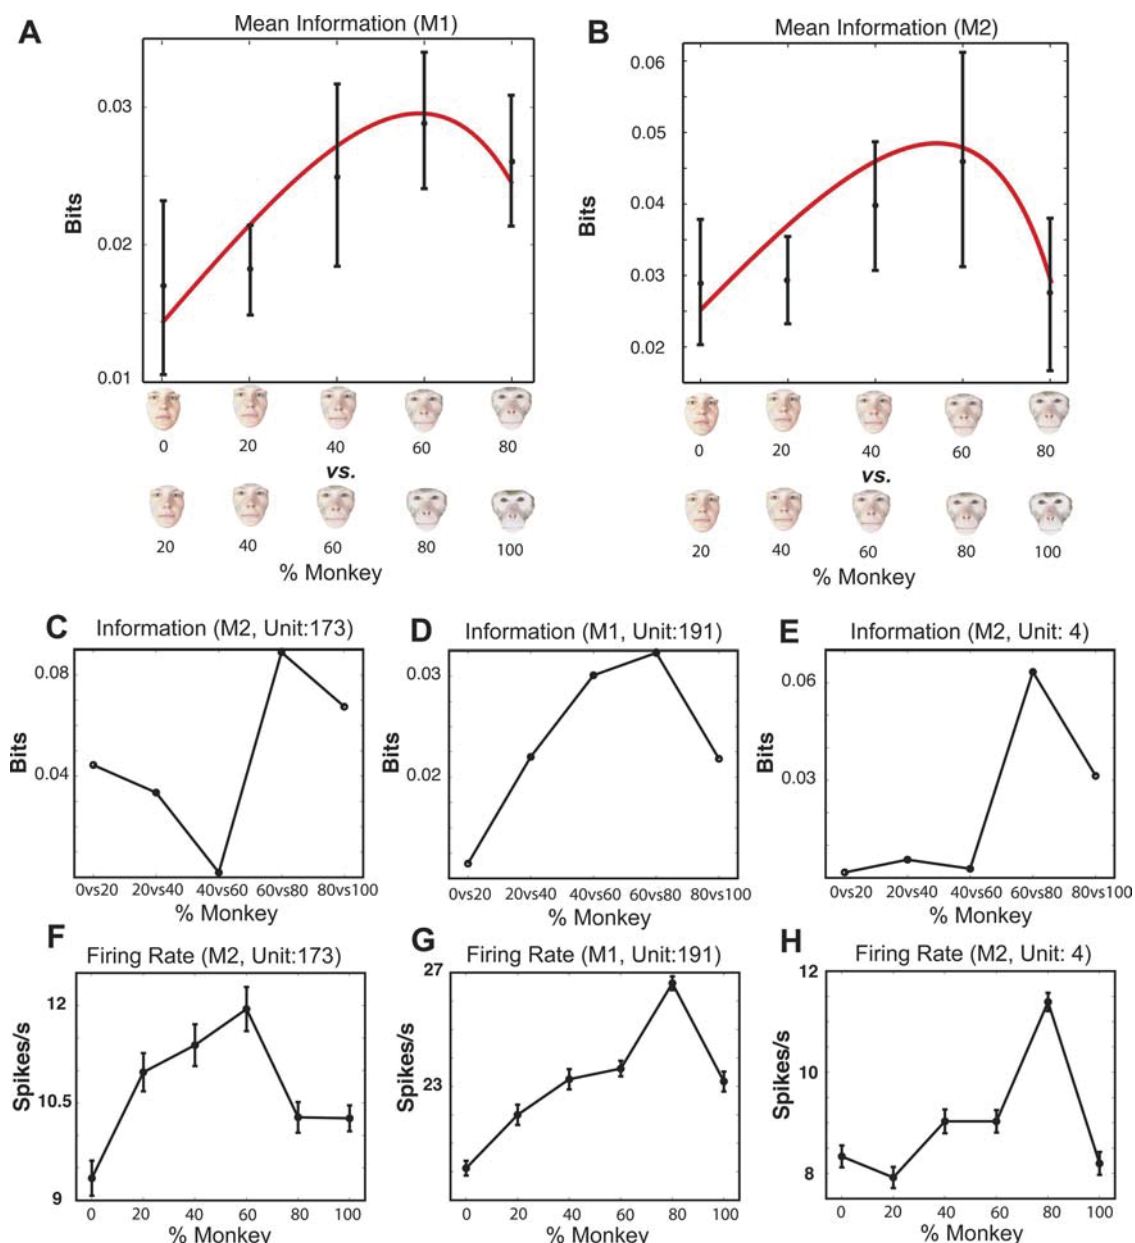 A
Mean Information (M1)
Bits
0.03
0.02
0.01
0 20 40 60 80
vs.
20 40 60 80 100
% Monkey
B
Mean Information (M2)
Bits
0.06
0.05
0.04
0.03
0.02
0 20 40 60 80
vs.
20 40 60 80 100
% Monkey
C
Information (M2, Unit:173)
Bits
0.08
0.04
0vs20 20vs40 40vs60 60vs80 80vs100
% Monkey
D
Information (M1, Unit:191)
Bits
0.03
0.02
0vs20 20vs40 40vs60 60vs80 80vs100
% Monkey
E
Information (M2, Unit: 4)
Bits
0.06
0.03
0vs20 20vs40 40vs60 60vs80 80vs100
% Monkey
F
Firing Rate (M2, Unit:173)
Spikes/s
12
10.5
9
0 20 40 60 80 100
% Monkey
G
Firing Rate (M1, Unit:191)
Spikes/s
27
23
0 20 40 60 80 100
% Monkey
H
Firing Rate (M2, Unit: 4)
Spikes/s
12
10
8
0 20 40 60 80 100
% Monkey